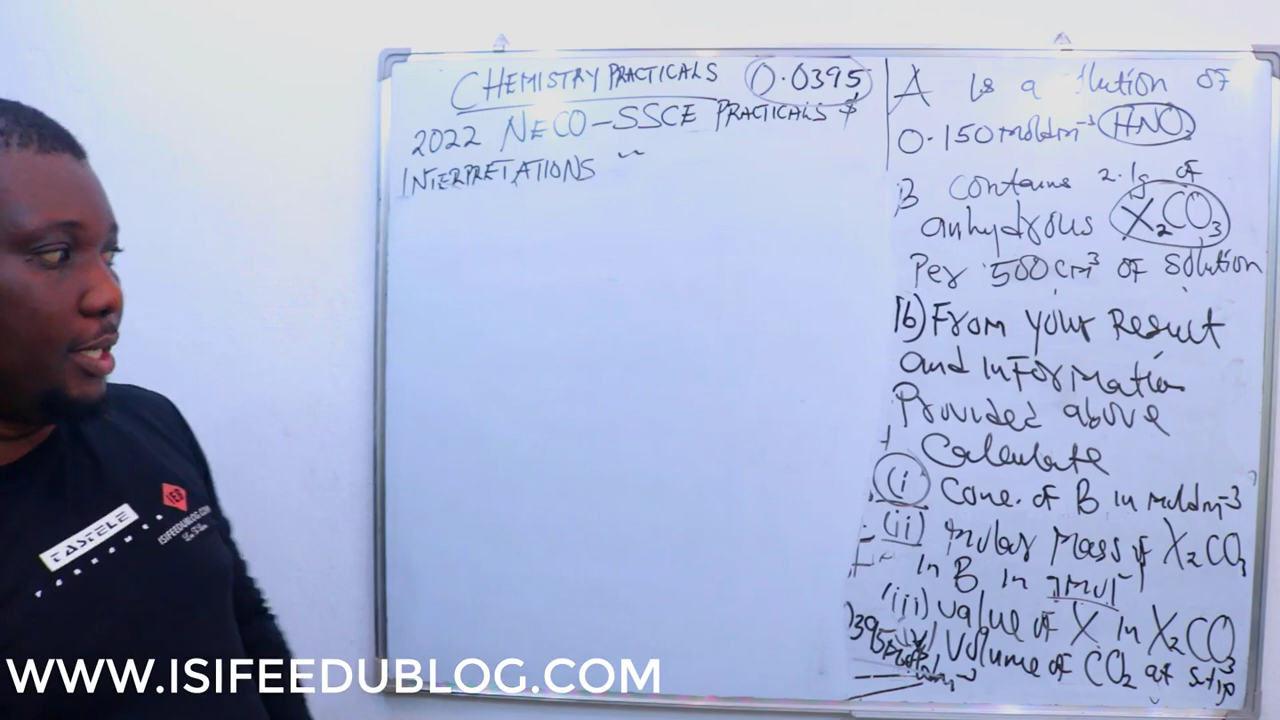 CHEMISTRY PRACTICALS 0.0395
2022 NECO-SSCE PRACTICALS $
INTERPRETATIONS
A is a lution of
0.150 moldm⁻³ HNO₃
B contains 2.1g of
anhydrous X₂CO₃
Per 500cm³ of solution
1b) From your Result
and information
Provided above
Calculate
(i) Conc. of B in moldm⁻³
(ii) molar mass of X₂CO₃
in B in gmol⁻¹
(iii) value of X in X₂CO₃
Volume of CO₂ at s.t.p
TASTELE
IEB
ISIFEEDUBLOG.COM
WWW.ISIFEEDUBLOG.COM